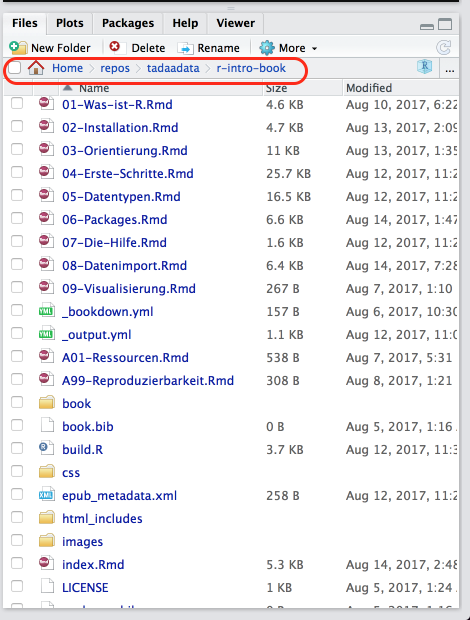 Files Plots Packages Help Viewer
New Folder Delete Rename More
Home repos tadaadata r-intro-book R ...
Name Size Modified
01-Was-ist-R.Rmd 4.6 KB Aug 10, 2017, 6:22
02-Installation.Rmd 4.7 KB Aug 13, 2017, 2:09
03-Orientierung.Rmd 11 KB Aug 13, 2017, 1:35
04-Erste-Schritte.Rmd 25.7 KB Aug 12, 2017, 11:2
05-Datentypen.Rmd 16.5 KB Aug 12, 2017, 11:2
06-Packages.Rmd 6.6 KB Aug 14, 2017, 1:47
07-Die-Hilfe.Rmd 1.6 KB Aug 12, 2017, 11:2
08-Datenimport.Rmd 6.4 KB Aug 14, 2017, 7:28
09-Visualisierung.Rmd 267 B Aug 7, 2017, 1:10
_bookdown.yml 157 B Aug 6, 2017, 10:30
_output.yml 1.1 KB Aug 12, 2017, 11:0
A01-Ressourcen.Rmd 538 B Aug 7, 2017, 5:31
A99-Reproduzierbarkeit.Rmd 308 B Aug 8, 2017, 1:21
book
book.bib 0 B Aug 5, 2017, 1:16
build.R 3.7 KB Aug 12, 2017, 11:3
css
epub_metadata.xml 258 B Aug 12, 2017, 11:2
html_includes
images
index.Rmd 5.3 KB Aug 14, 2017, 2:48
LICENSE 1 KB Aug 5, 2017, 1:24